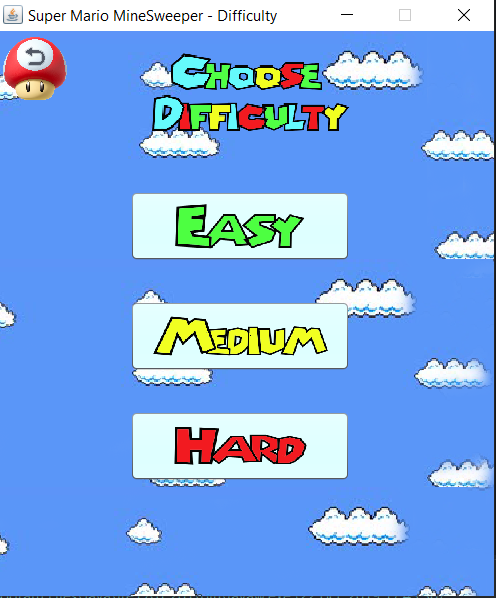 Super Mario MineSweeper - Difficulty
Choose
Difficulty
Easy
Medium
Hard